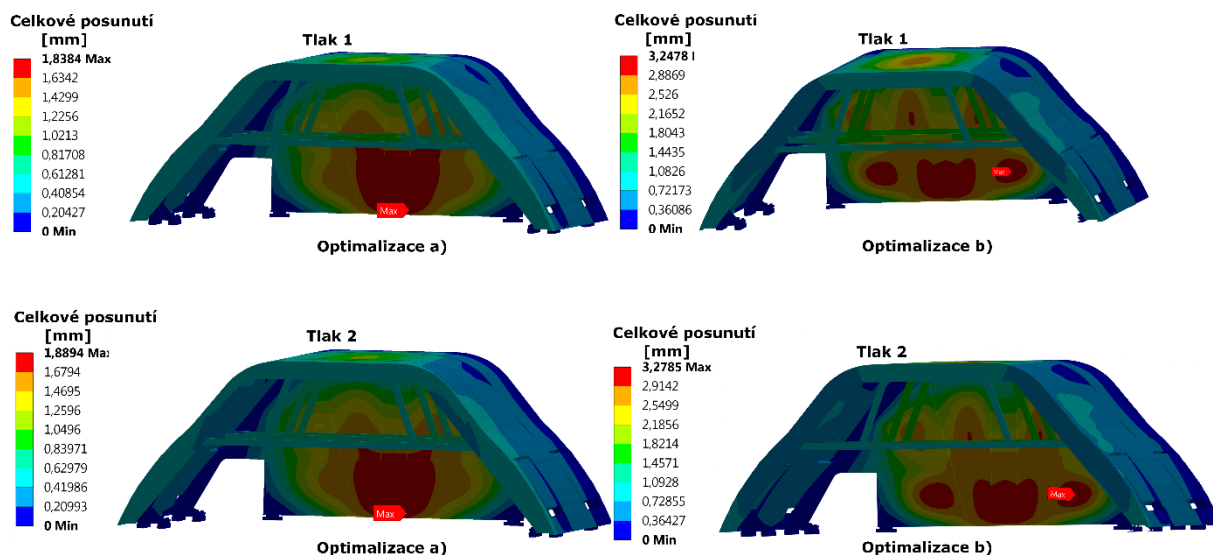 Celkové posunutí
[mm]
Tlak 1
1,8384 Max
1,6342
1,4299
1,2256
1,0213
0,81708
0,61281
0,40854
0,20427
0 Min
Max
Optimalizace a)
Celkové posunutí
[mm]
Tlak 1
3,2478
2,8869
2,526
2,1652
1,8043
1,4435
1,0826
0,72173
0,36086
0 Min
Max
Optimalizace b)
Celkové posunutí
[mm]
Tlak 2
1,8894 Max
1,6794
1,4695
1,2596
1,0496
0,83971
0,62979
0,41986
0,20993
0 Min
Max
Optimalizace a)
Celkové posunutí
[mm]
Tlak 2
3,2785 Max
2,9142
2,5499
2,1856
1,8214
1,4571
1,0928
0,72855
0,36427
0 Min
Max
Optimalizace b)